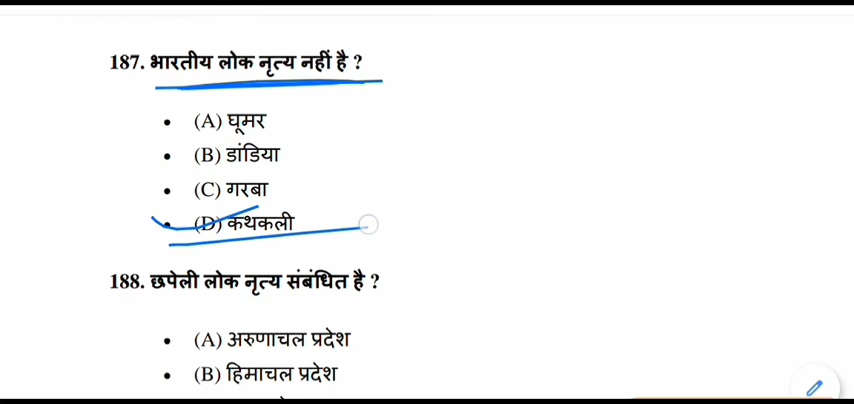 187. भारतीय लोक नृत्य नहीं है ?
• (A) घूमर
• (B) डांडिया
• (C) गरबा
• (D) कथकली
188. छपेली लोक नृत्य संबंधित है ?
• (A) अरुणाचल प्रदेश
• (B) हिमाचल प्रदेश